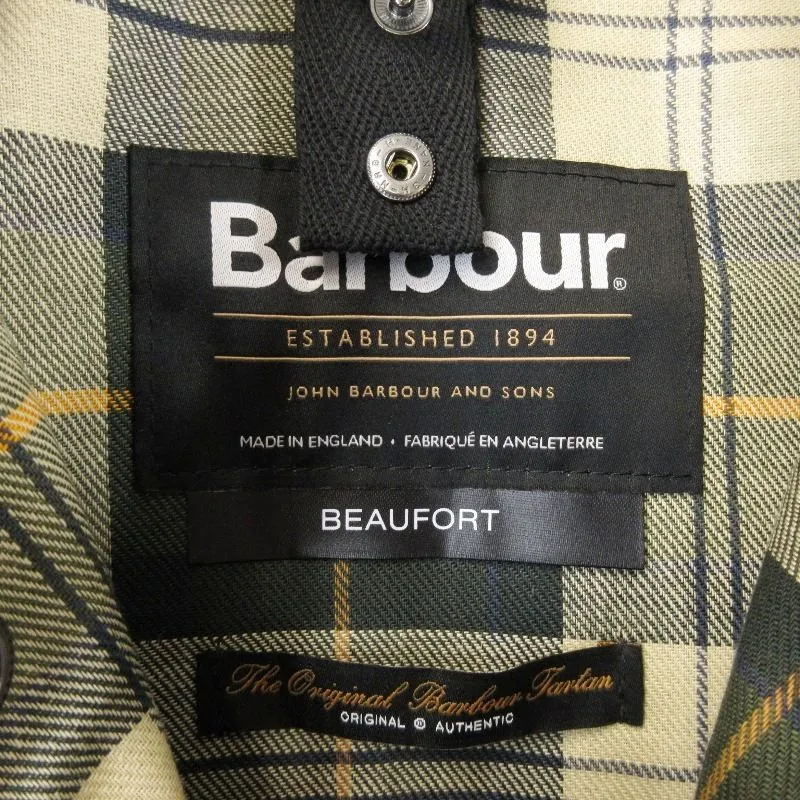 Barbour®
ESTABLISHED 1894
JOHN BARBOUR AND SONS
MADE IN ENGLAND • FABRIQUÉ EN ANGLETERRE
BEAUFORT
The Original Barbour Tartan
ORIGINAL ® AUTHENTIC